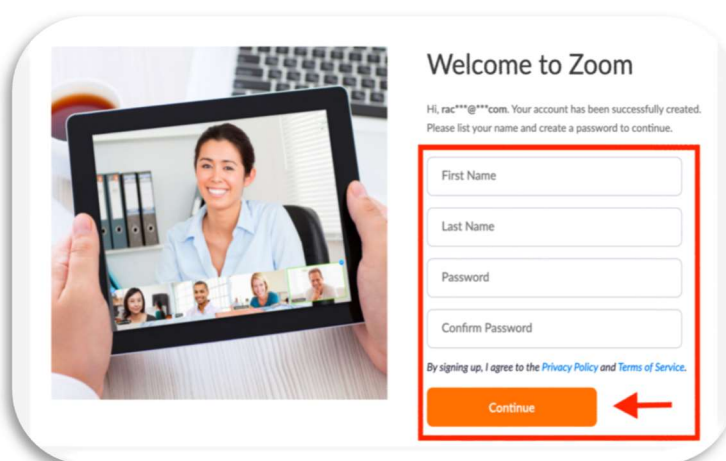 Welcome to Zoom
Hi, rac***@***com. Your account has been successfully created.
Please list your name and create a password to continue.
First Name
Last Name
Password
Confirm Password
By signing up, I agree to the Privacy Policy and Terms of Service.
Continue